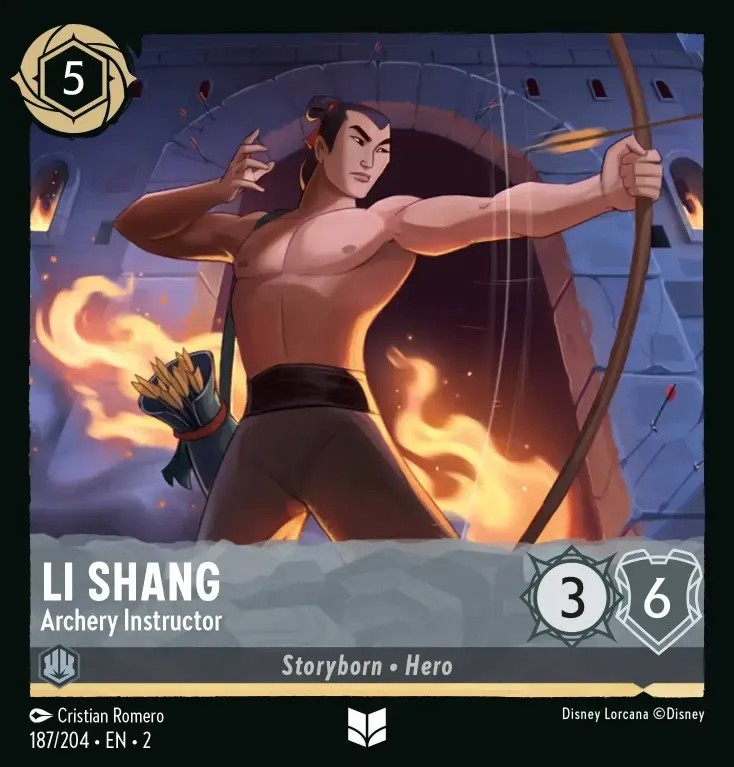 5
LI SHANG
Archery Instructor
3
6
Storyborn • Hero
Cristian Romero
187/204 • EN • 2
Disney Lorcana ©Disney